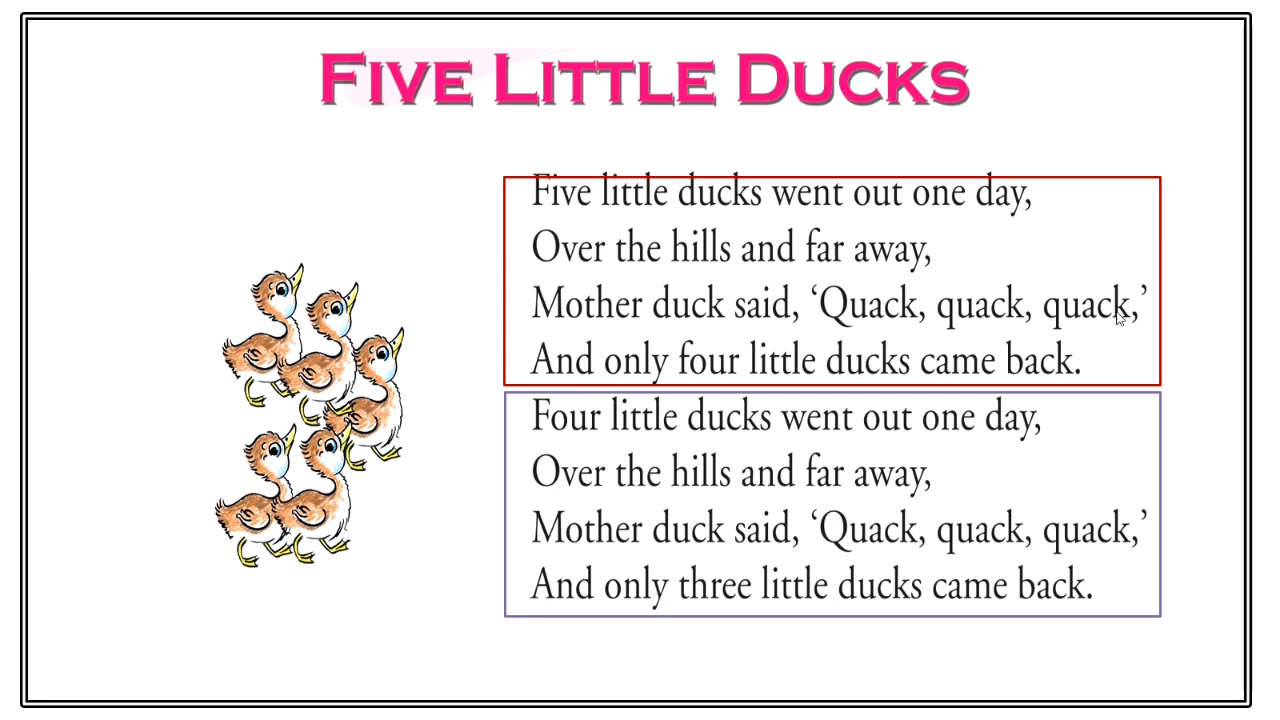 Five Little Ducks
Five little ducks went out one day,
Over the hills and far away,
Mother duck said, ‘Quack, quack, quack,’
And only four little ducks came back.
Four little ducks went out one day,
Over the hills and far away,
Mother duck said, ‘Quack, quack, quack,’
And only three little ducks came back.